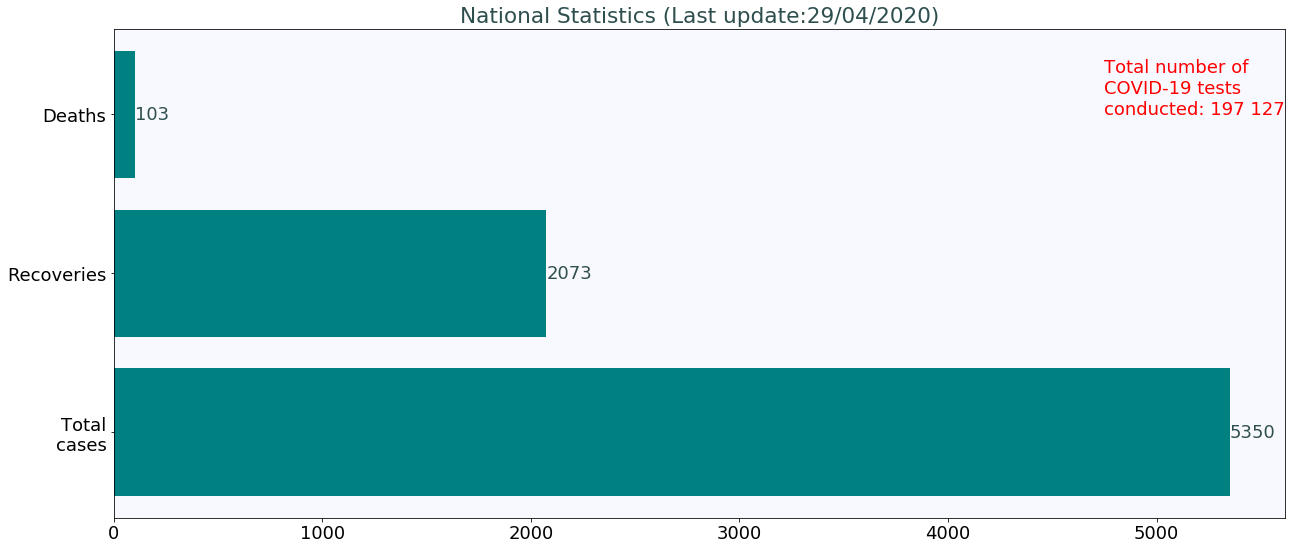 National Statistics (Last update:29/04/2020)
Total number of
COVID-19 tests
conducted: 197 127
Deaths
103
Recoveries
2073
Total
cases
5350
0 1000 2000 3000 4000 5000